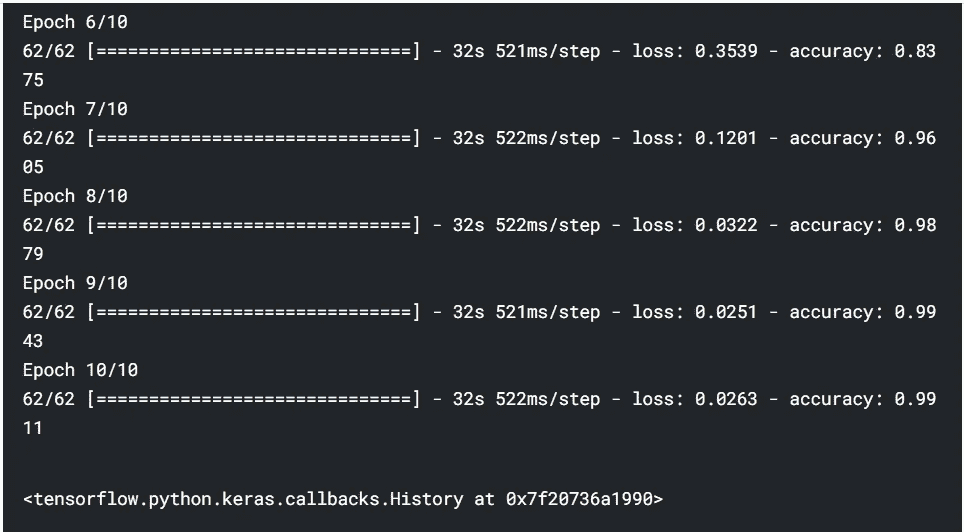 Epoch 6/10
62/62 [==============================] - 32s 521ms/step - loss: 0.3539 - accuracy: 0.83
75
Epoch 7/10
62/62 [==============================] - 32s 522ms/step - loss: 0.1201 - accuracy: 0.96
05
Epoch 8/10
62/62 [==============================] - 32s 522ms/step - loss: 0.0322 - accuracy: 0.98
79
Epoch 9/10
62/62 [==============================] - 32s 521ms/step - loss: 0.0251 - accuracy: 0.99
43
Epoch 10/10
62/62 [==============================] - 32s 522ms/step - loss: 0.0263 - accuracy: 0.99
11
<tensorflow.python.keras.callbacks.History at 0x7f20736a1990>